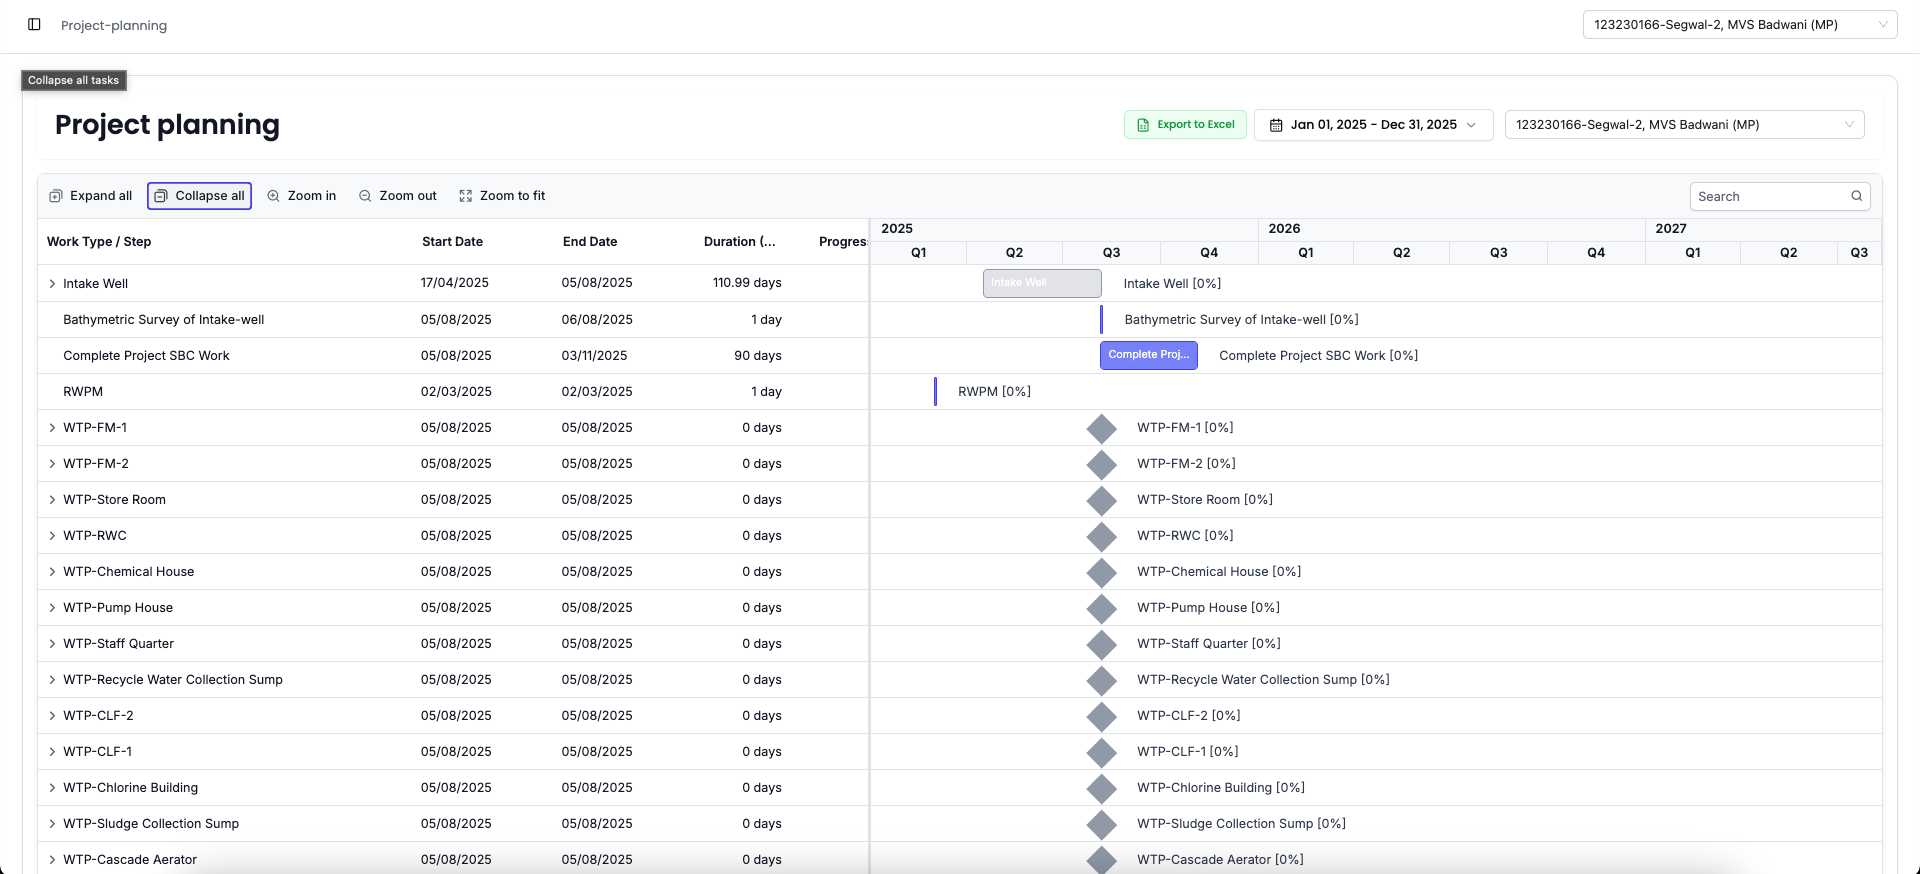 Project-planning
123230166-Segwal-2, MVS Badwani (MP)
Collapse all tasks
Project planning
Export to Excel
Jan 01, 2025 - Dec 31, 2025
123230166-Segwal-2, MVS Badwani (MP)
Expand all Collapse all Zoom in Zoom out Zoom to fit Search
Work Type / Step Start Date End Date Duration (... Progres
2025 2026 2027
Q1 Q2 Q3 Q4 Q1 Q2 Q3 Q4 Q1 Q2 Q3
Intake Well 17/04/2025 05/08/2025 110.99 days Intake Well Intake Well [0%]
Bathymetric Survey of Intake-well 05/08/2025 06/08/2025 1 day Bathymetric Survey of Intake-well [0%]
Complete Project SBC Work 05/08/2025 03/11/2025 90 days Complete Proj... Complete Project SBC Work [0%]
RWPM 02/03/2025 02/03/2025 1 day RWPM [0%]
WTP-FM-1 05/08/2025 05/08/2025 0 days WTP-FM-1 [0%]
WTP-FM-2 05/08/2025 05/08/2025 0 days WTP-FM-2 [0%]
WTP-Store Room 05/08/2025 05/08/2025 0 days WTP-Store Room [0%]
WTP-RWC 05/08/2025 05/08/2025 0 days WTP-RWC [0%]
WTP-Chemical House 05/08/2025 05/08/2025 0 days WTP-Chemical House [0%]
WTP-Pump House 05/08/2025 05/08/2025 0 days WTP-Pump House [0%]
WTP-Staff Quarter 05/08/2025 05/08/2025 0 days WTP-Staff Quarter [0%]
WTP-Recycle Water Collection Sump 05/08/2025 05/08/2025 0 days WTP-Recycle Water Collection Sump [0%]
WTP-CLF-2 05/08/2025 05/08/2025 0 days WTP-CLF-2 [0%]
WTP-CLF-1 05/08/2025 05/08/2025 0 days WTP-CLF-1 [0%]
WTP-Chlorine Building 05/08/2025 05/08/2025 0 days WTP-Chlorine Building [0%]
WTP-Sludge Collection Sump 05/08/2025 05/08/2025 0 days WTP-Sludge Collection Sump [0%]
WTP-Cascade Aerator 05/08/2025 05/08/2025 0 days WTP-Cascade Aerator [0%]